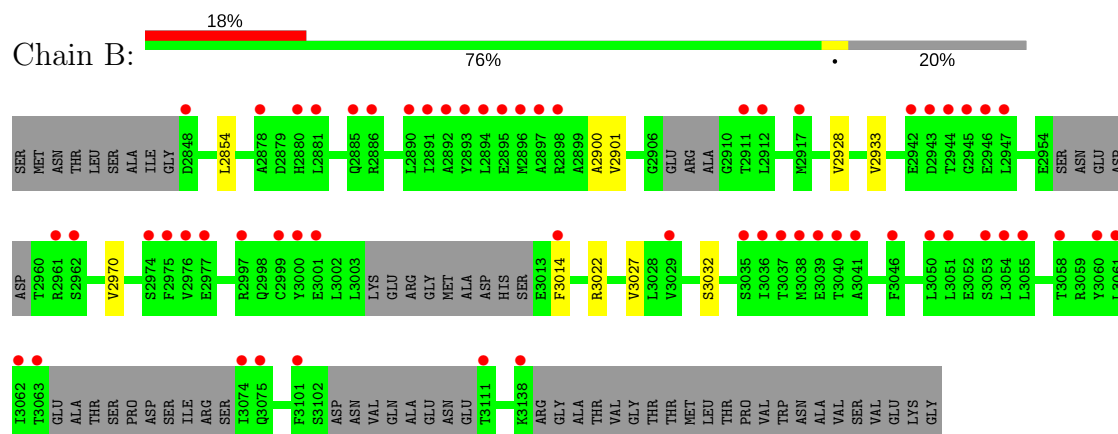 18%
Chain B:
76% • 20%
SER MET ASN THR LEU SER ALA ILE GLY D2848 L2854 A2878 D2879 H2880 L2881 Q2885 R2886 L2890 I2891 A2892 Y2893 L2894 E2895 M2896 A2897 R2898 A2899 A2900 V2901 G2906 GLU ARG ALA G2910 T2911 L2912 M2917 V2928 V2933 E2942 D2943 T2944 G2945 E2946 L2947 E2954 SER ASN GLU ASP
ASP T2960 R2961 S2962 V2970 S2974 F2975 V2976 E2977 R2997 Q2998 C2999 Y3000 E3001 L3002 L3003 LYS GLU ARG GLY MET ALA ASP HIS SER E3013 F3014 R3022 V3027 L3028 V3029 S3032 S3035 I3036 T3037 M3038 E3039 T3040 A3041 F3046 L3050 L3051 E3052 S3053 L3054 L3055 T3058 R3059 Y3060 L3061
I3062 T3063 GLU ALA THR SER PRO ASP SER ILE ARG SER I3074 Q3075 F3101 S3102 ASP ASN VAL GLN ALA GLU ASN GLU T3111 K3138 ARG GLY ALA THR VAL GLY THR THR MET LEU THR PRO VAL TRP ASN ALA VAL SER VAL GLU LYS GLY